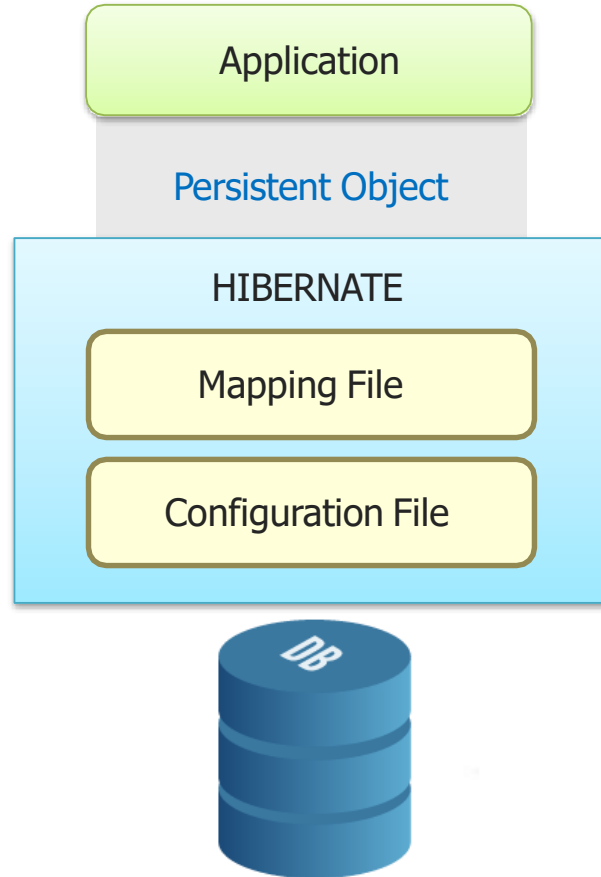 Application
Persistent Object
HIBERNATE
Mapping File
Configuration File
DB